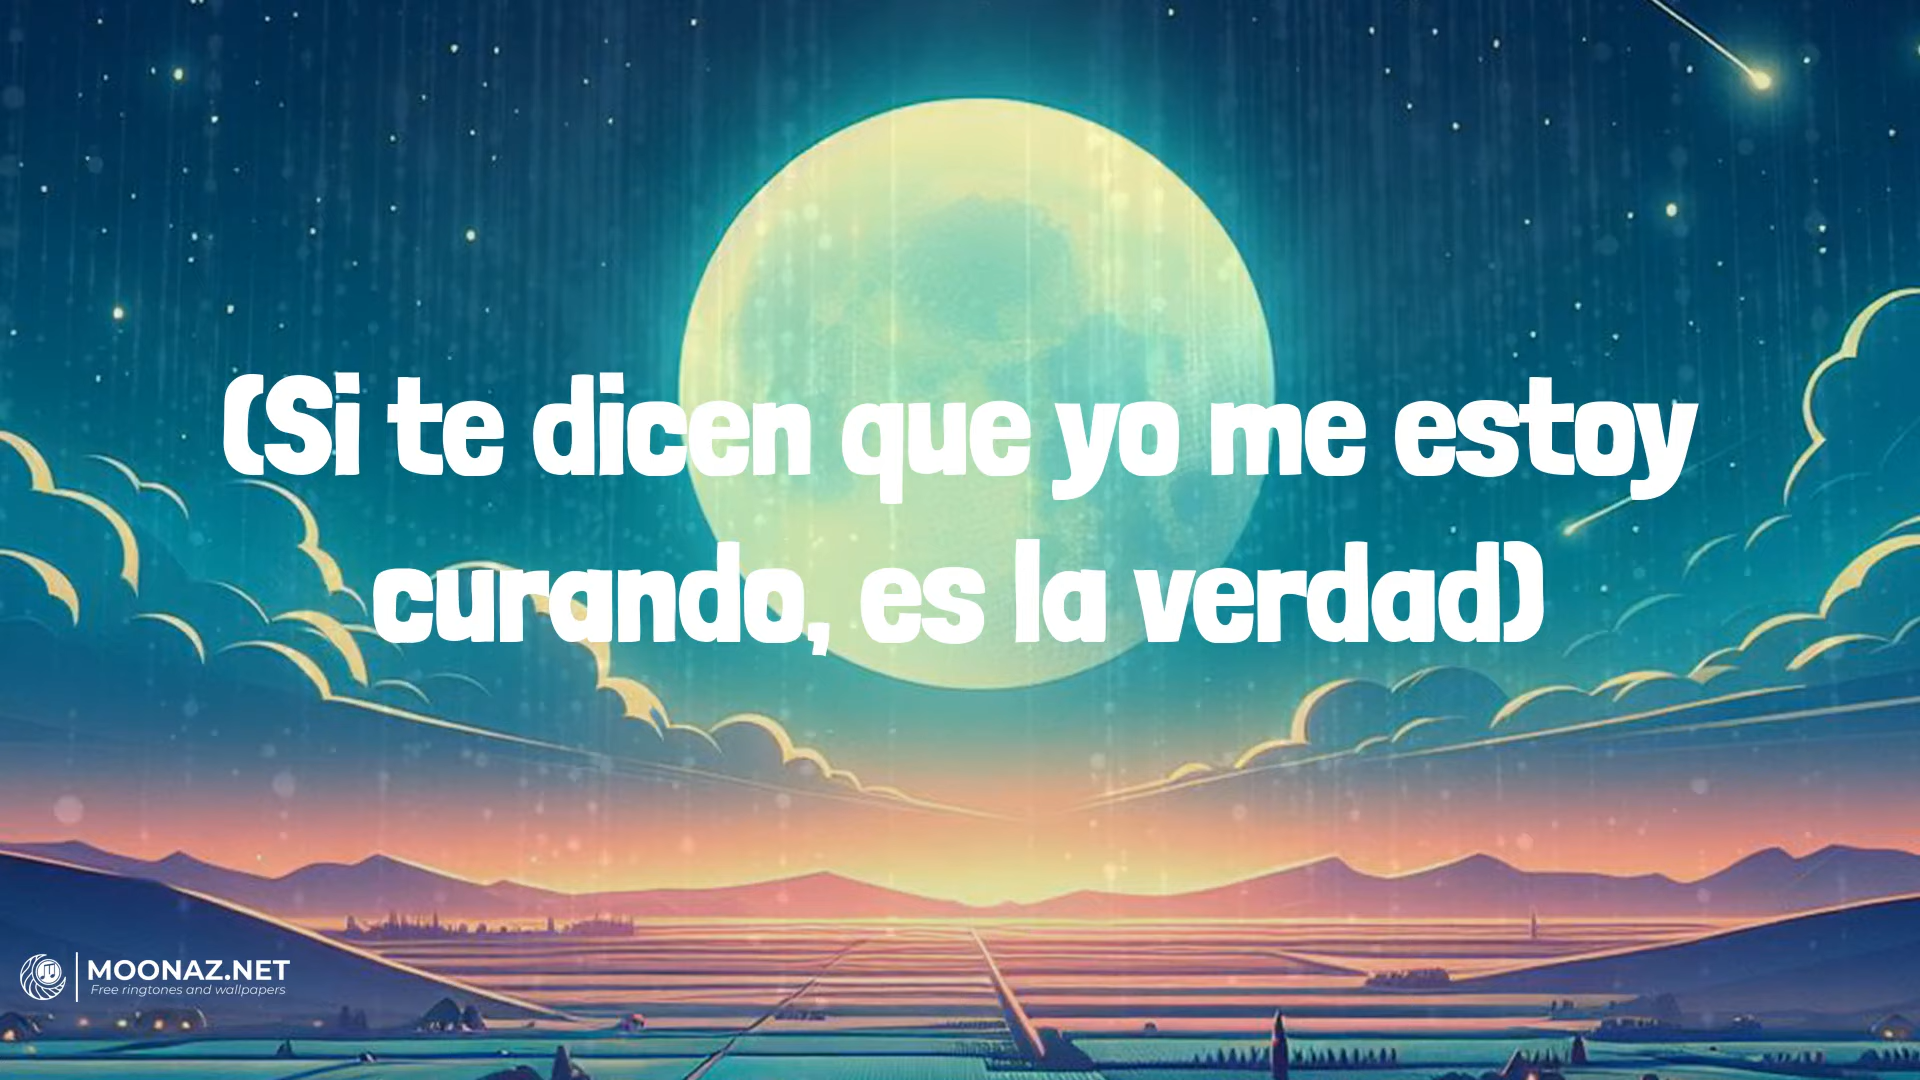 (Si te dicen que yo me estoy
curando, es la verdad)
MOONAZ.NET
Free ringtones and wallpapers